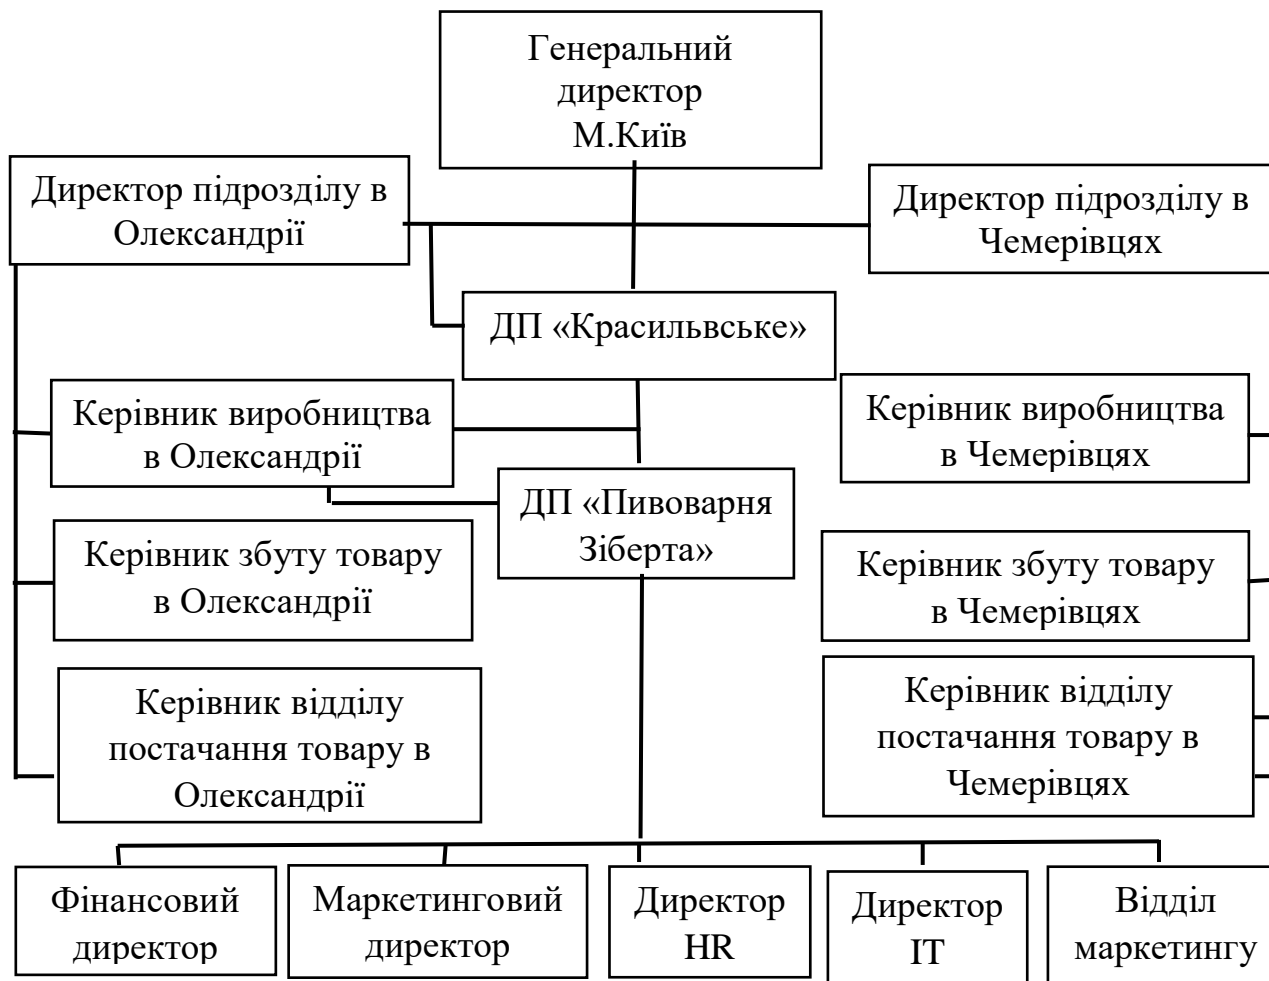 Генеральний
директор
М.Київ
Директор підрозділу в
Олександрії
Директор підрозділу в
Чемерівцях
ДП «Красильвське»
Керівник виробництва
в Олександрії
Керівник виробництва
в Чемерівцях
ДП «Пивоварня
Зіберта»
Керівник збуту товару
в Олександрії
Керівник збуту товару
в Чемерівцях
Керівник відділу
постачання товару в
Олександрії
Керівник відділу
постачання товару в
Чемерівцях
Фінансовий
директор
Маркетинговий
директор
Директор
HR
Директор
IT
Відділ
маркетингу